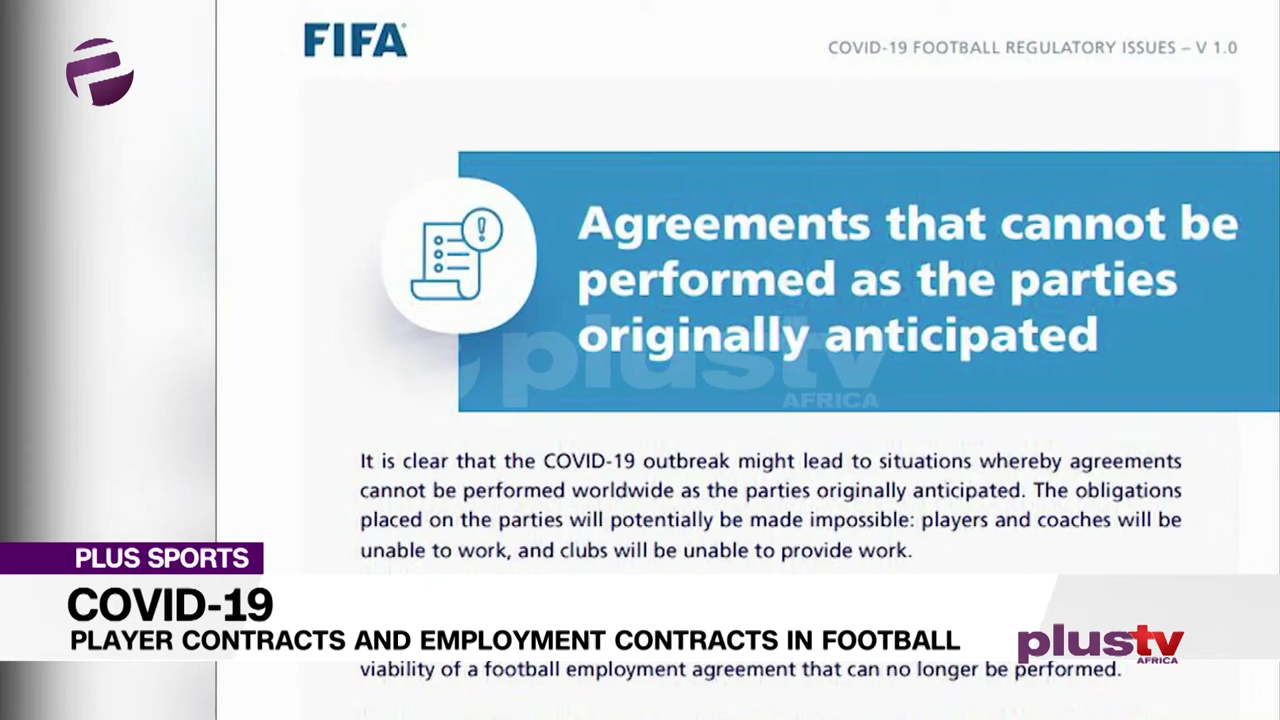 FIFA
COVID-19 FOOTBALL REGULATORY ISSUES – V 1.0
Agreements that cannot be
performed as the parties
originally anticipated
plustv
AFRICA
It is clear that the COVID-19 outbreak might lead to situations whereby agreements
cannot be performed worldwide as the parties originally anticipated. The obligations
placed on the parties will potentially be made impossible: players and coaches will be
unable to work, and clubs will be unable to provide work.
PLUS SPORTS
COVID-19
PLAYER CONTRACTS AND EMPLOYMENT CONTRACTS IN FOOTBALL
plustv
AFRICA
viability of a football employment agreement that can no longer be performed.